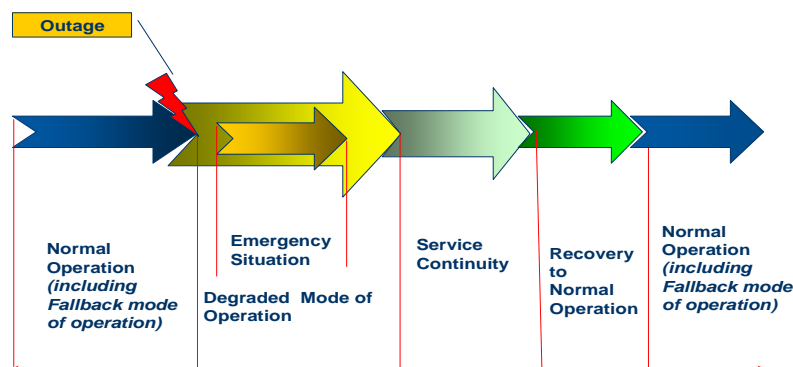 Outage
Normal
Operation
(including
Fallback mode
of operation)
Emergency
Situation
Degraded Mode of
Operation
Service
Continuity
Recovery
to
Normal
Operation
Normal
Operation
(including
Fallback mode
of operation)